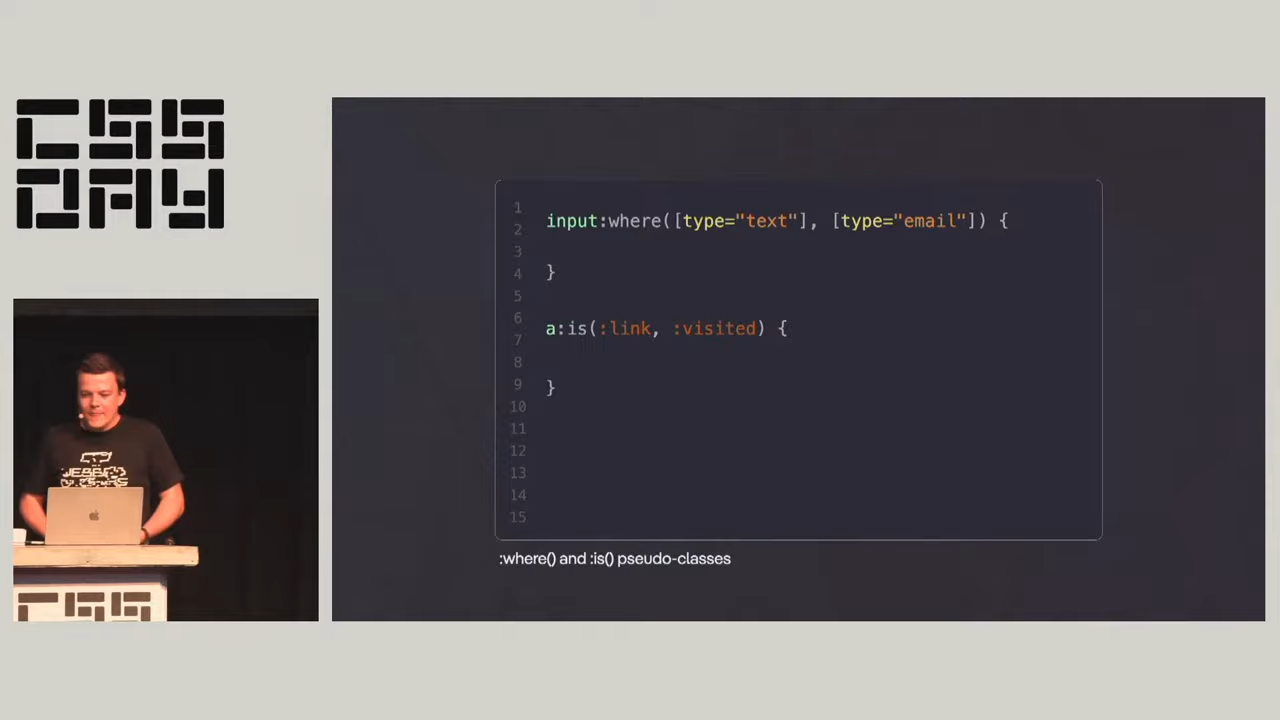 CSS
DAY
1
2
3
4
5
6
7
8
9
10
11
12
13
14
15
input:where([type="text"], [type="email"]) {
}
a:is(:link, :visited) {
}
:where() and :is() pseudo-classes
CSS